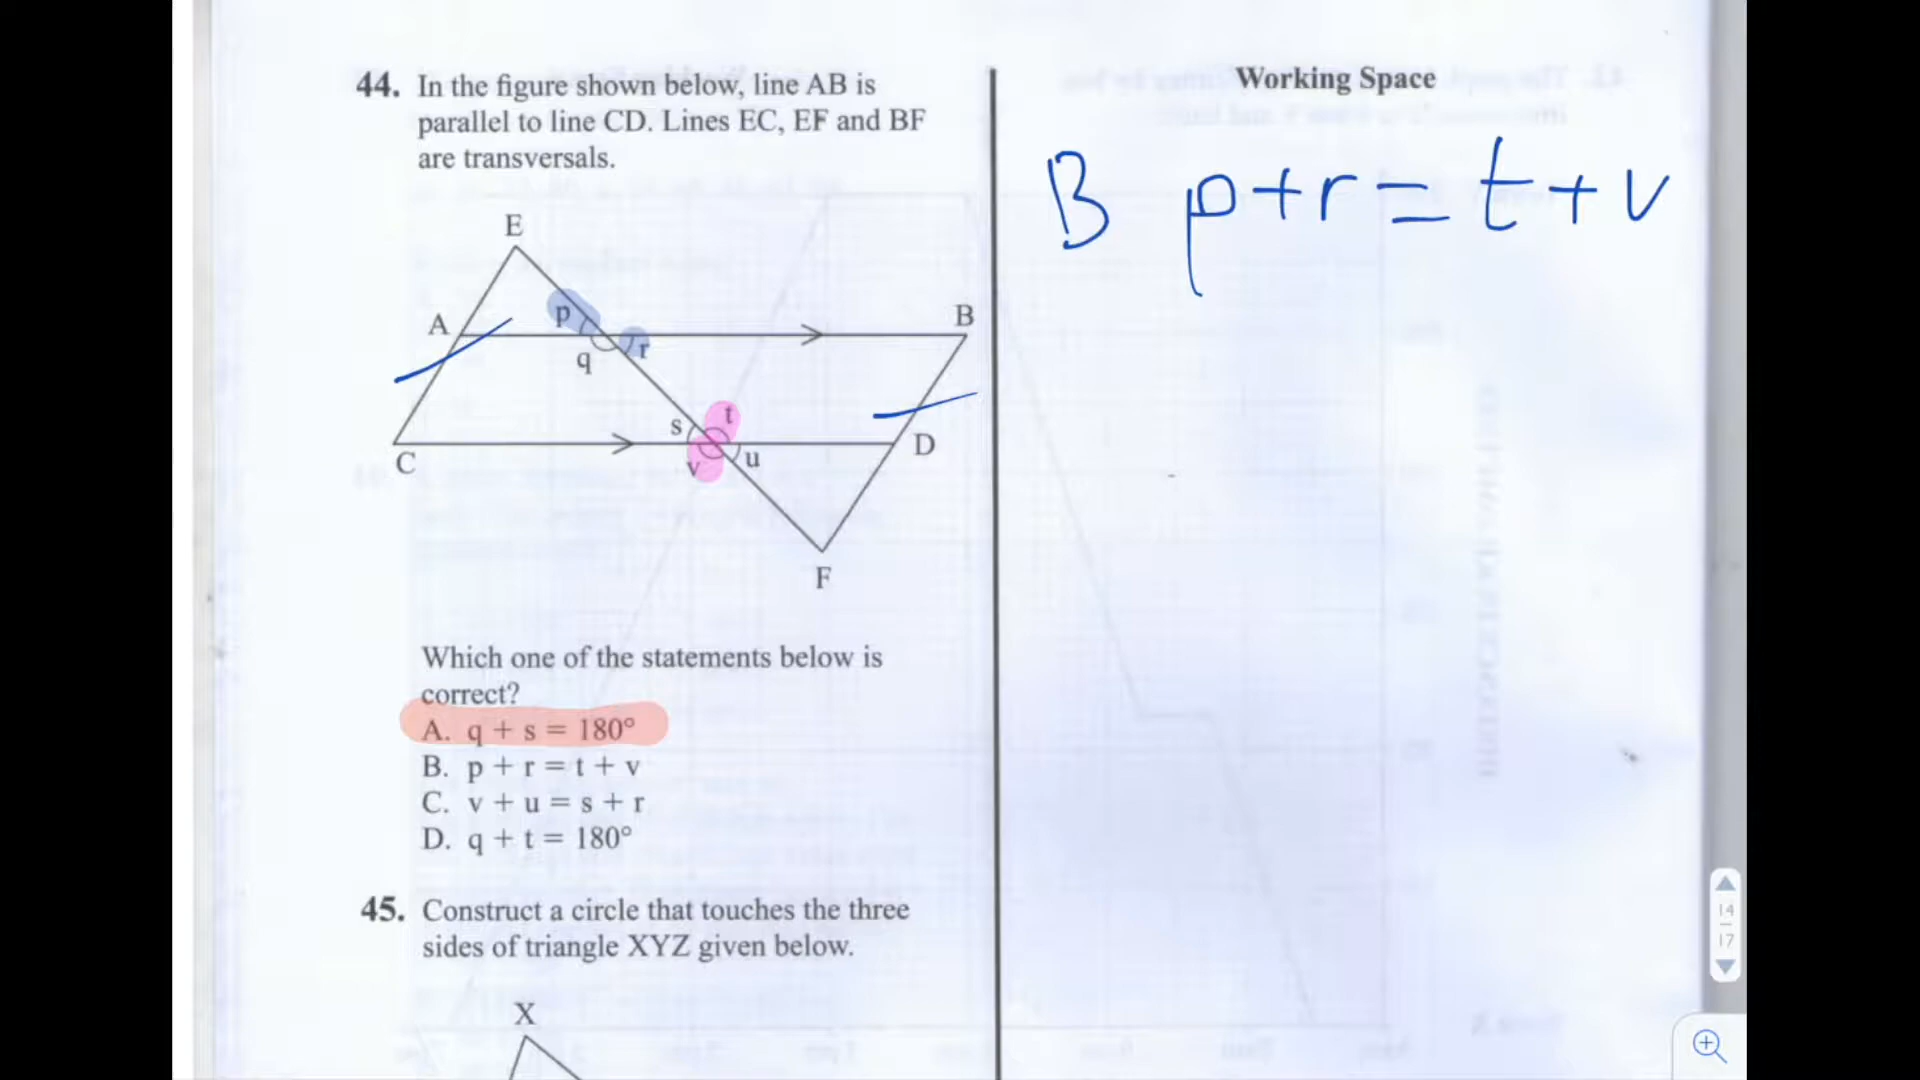 44. In the figure shown below, line AB is
parallel to line CD. Lines EC, EF and BF
are transversals.
E
A
p
B
q
r
s
t
C
v
u
D
F
Which one of the statements below is
correct?
A. q + s = 180°
B. p + r = t + v
C. v + u = s + r
D. q + t = 180°
45. Construct a circle that touches the three
sides of triangle XYZ given below.
X
Working Space
B p+r=t+v
14
17